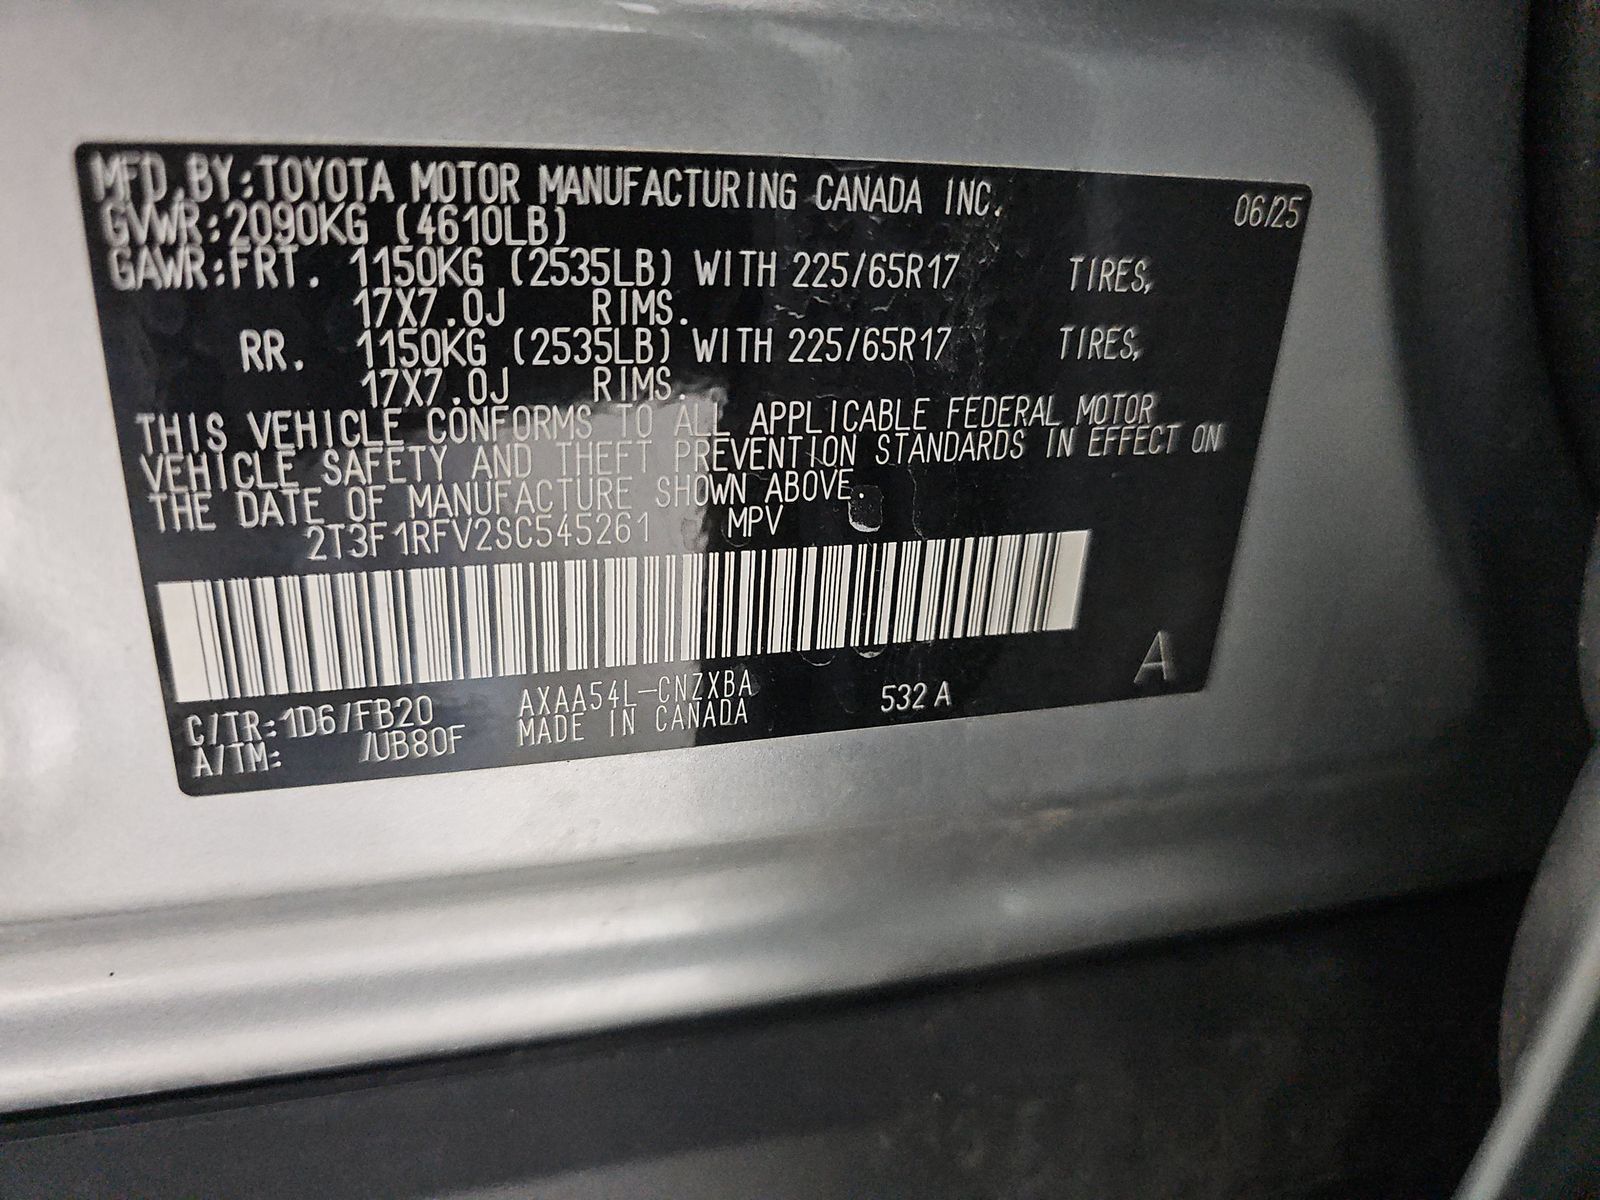 MFD.BY:TOYOTA MOTOR MANUFACTURING CANADA INC. 06/25
GVWR:2090KG (4610LB)
GAWR:FRT. 1150KG (2535LB) WITH 225/65R17 TIRES,
17X7.0J RIMS.
RR. 1150KG (2535LB) WITH 225/65R17 TIRES,
17X7.0J RIMS.
THIS VEHICLE CONFORMS TO ALL APPLICABLE FEDERAL MOTOR
VEHICLE SAFETY AND THEFT PREVENTION STANDARDS IN EFFECT ON
THE DATE OF MANUFACTURE SHOWN ABOVE.
2T3F1RFV2SC545261 MPV
A
C/TR:1D6/FB20 AXAA54L-CNZXBA 532 A
A/TM: /UB80F MADE IN CANADA